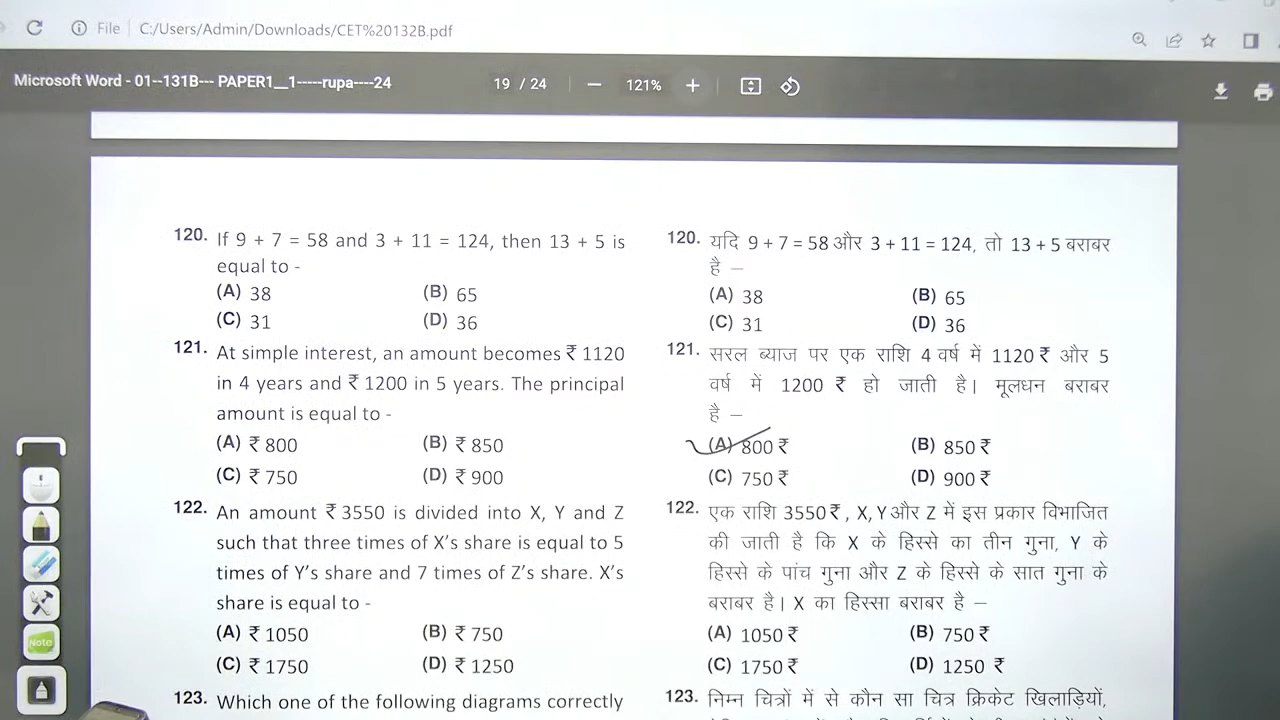 File C:/Users/Admin/Downloads/CET%20132B.pdf
Microsoft Word - 01--131B--- PAPER1__1-----rupa----24
19 / 24
121%
120. If 9 + 7 = 58 and 3 + 11 = 124, then 13 + 5 is
equal to -
(A) 38 (B) 65
(C) 31 (D) 36
121. At simple interest, an amount becomes ₹ 1120
in 4 years and ₹ 1200 in 5 years. The principal
amount is equal to -
(A) ₹ 800 (B) ₹ 850
(C) ₹ 750 (D) ₹ 900
122. An amount ₹ 3550 is divided into X, Y and Z
such that three times of X's share is equal to 5
times of Y's share and 7 times of Z's share. X's
share is equal to -
(A) ₹ 1050 (B) ₹ 750
(C) ₹ 1750 (D) ₹ 1250
123. Which one of the following diagrams correctly
120. यदि 9 + 7 = 58 और 3 + 11 = 124, तो 13 + 5 बराबर
है –
(A) 38 (B) 65
(C) 31 (D) 36
121. सरल ब्याज पर एक राशि 4 वर्ष में 1120 ₹ और 5
वर्ष में 1200 ₹ हो जाती है। मूलधन बराबर
है –
(A) 800 ₹ (B) 850 ₹
(C) 750 ₹ (D) 900 ₹
122. एक राशि 3550 ₹, X, Y और Z में इस प्रकार विभाजित
की जाती है कि X के हिस्से का तीन गुना, Y के
हिस्से के पांच गुना और Z के हिस्से के सात गुना के
बराबर है। X का हिस्सा बराबर है –
(A) 1050 ₹ (B) 750 ₹
(C) 1750 ₹ (D) 1250 ₹
123. निम्न चित्रों में से कौन सा चित्र क्रिकेट खिलाड़ियों,
Note